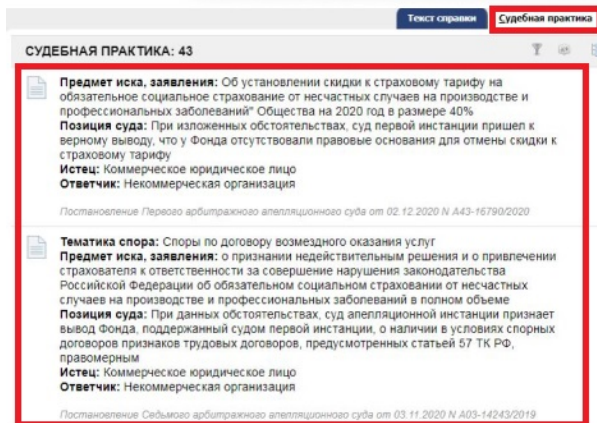 Текст справки Судебная практика
СУДЕБНАЯ ПРАКТИКА: 43
Предмет иска, заявления: Об установлении скидки к страховому тарифу на
обязательное социальное страхование от несчастных случаев на производстве и
профессиональных заболеваний" Общества на 2020 год в размере 40%
Позиция суда: При изложенных обстоятельствах, суд первой инстанции пришел к
верному выводу, что у Фонда отсутствовали правовые основания для отмены скидки к
страховому тарифу
Истец: Коммерческое юридическое лицо
Ответчик: Некоммерческая организация
Постановление Первого арбитражного апелляционного суда от 02.12.2020 N А43-16790/2020
Тематика спора: Споры по договору возмездного оказания услуг
Предмет иска, заявления: о признании недействительным решения и о привлечении
страхователя к ответственности за совершение нарушения законодательства
Российской Федерации об обязательном социальном страховании от несчастных
случаев на производстве и профессиональных заболеваний в полном объеме
Позиция суда: При данных обстоятельствах, суд апелляционной инстанции признает
вывод Фонда, поддержанный судом первой инстанции, о наличии в условиях спорных
договоров признаков трудовых договоров, предусмотренных статьей 57 ТК РФ,
правомерным
Истец: Коммерческое юридическое лицо
Ответчик: Некоммерческая организация
Постановление Седьмого арбитражного апелляционного суда от 03.11.2020 N А03-14243/2019